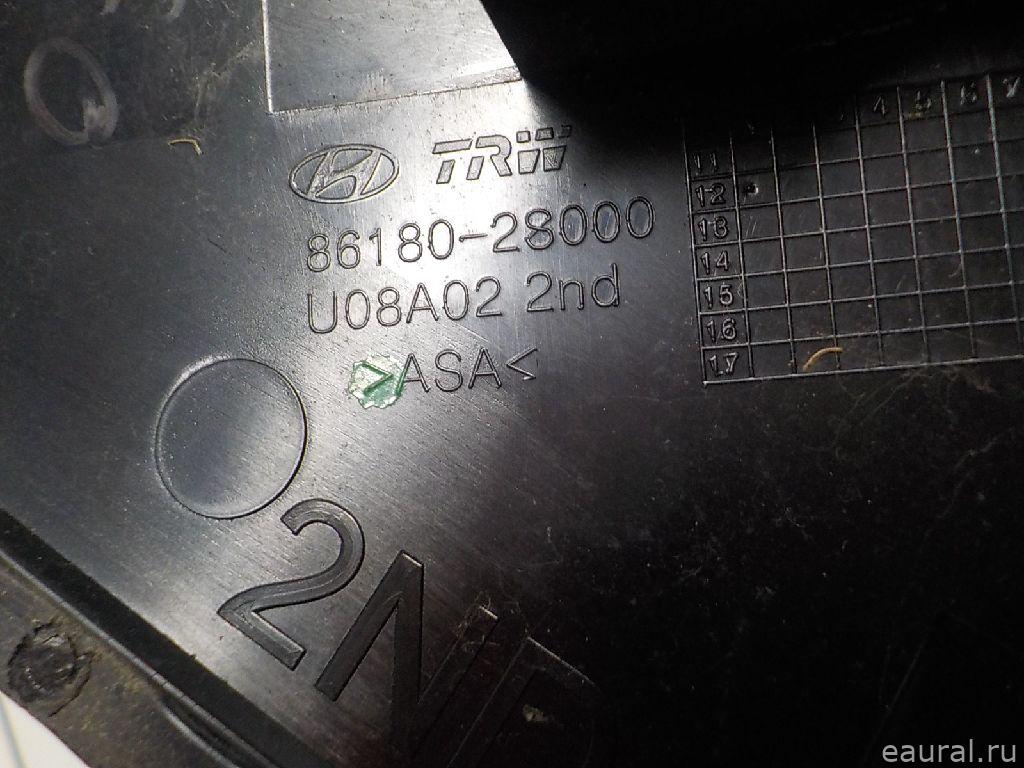 TRW
86180-2S000
U08A02 2nd
>ASA<
4 5 6 7
11
12
13
14
15
16
17
2ND
eaural.ru